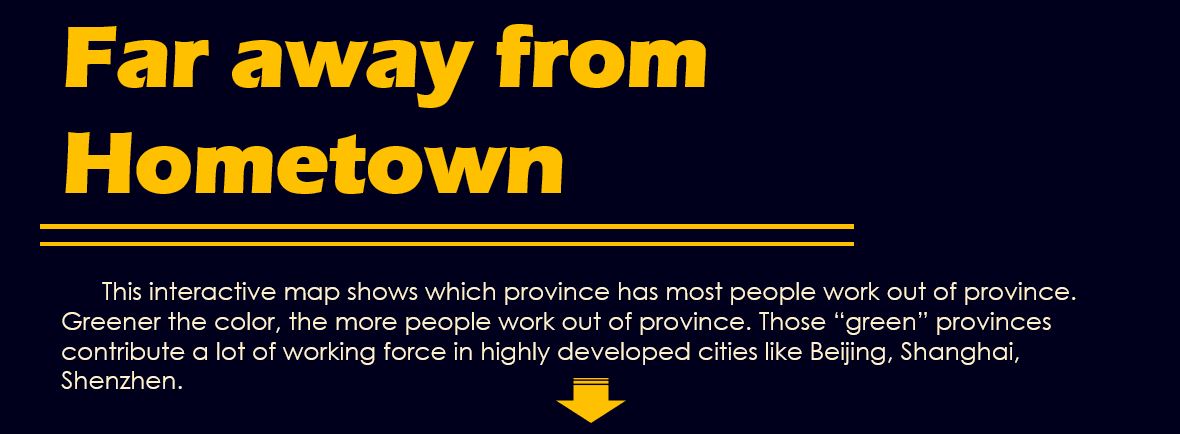 Far away from
Hometown
This interactive map shows which province has most people work out of province.
Greener the color, the more people work out of province. Those “green” provinces
contribute a lot of working force in highly developed cities like Beijing, Shanghai,
Shenzhen.